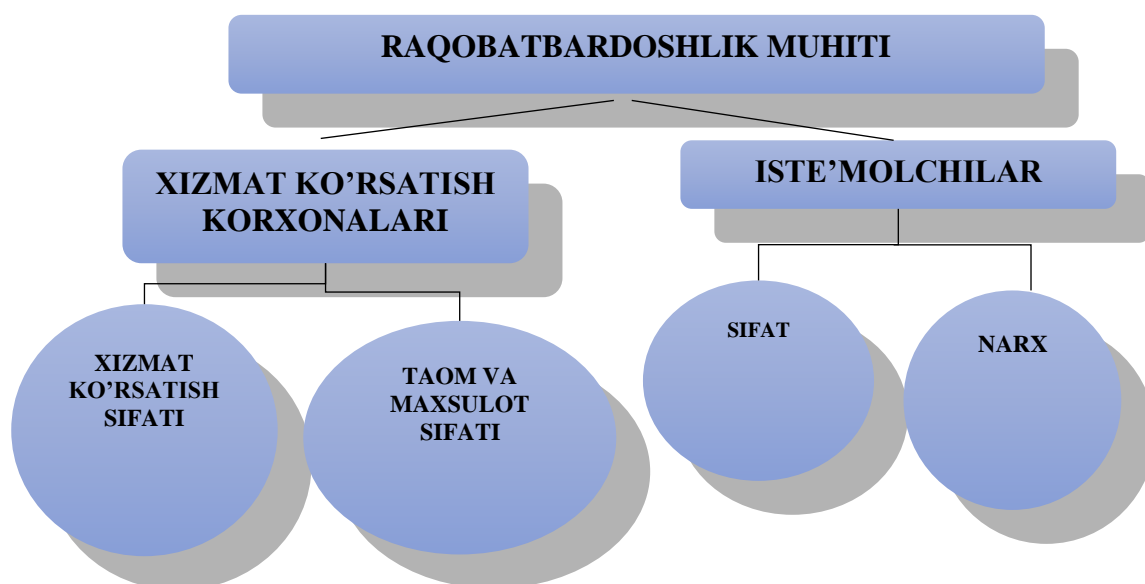 RAQOBATBARDOSHLIK MUHITI
XIZMAT KO’RSATISH
KORXONALARI
ISTE’MOLCHILAR
XIZMAT
KO’RSATISH
SIFATI
TAOM VA
MAXSULOT
SIFATI
SIFAT
NARX